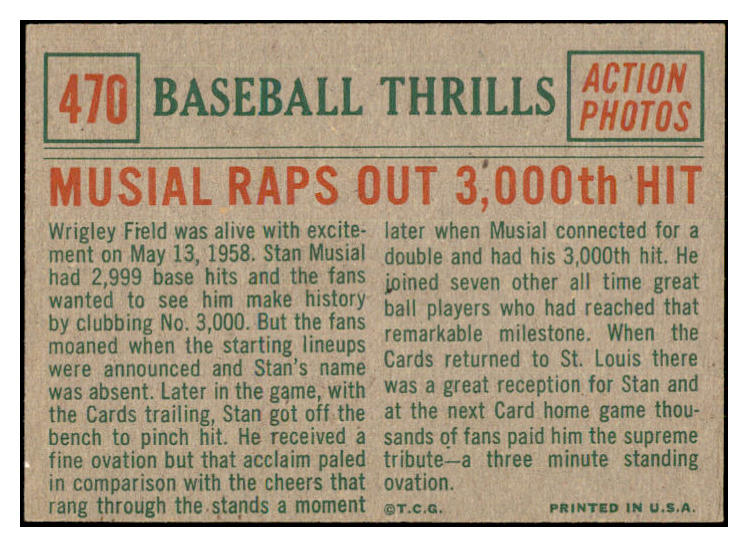 470
BASEBALL THRILLS
ACTION
PHOTOS
MUSIAL RAPS OUT 3,000th HIT
Wrigley Field was alive with excite-
ment on May 13, 1958. Stan Musial
had 2,999 base hits and the fans
wanted to see him make history
by clubbing No. 3,000. But the fans
moaned when the starting lineups
were announced and Stan's name
was absent. Later in the game, with
the Cards trailing, Stan got off the
bench to pinch hit. He received a
fine ovation but that acclaim paled
in comparison with the cheers that
rang through the stands a moment
later when Musial connected for a
double and had his 3,000th hit. He
joined seven other all time great
ball players who had reached that
remarkable milestone. When the
Cards returned to St. Louis there
was a great reception for Stan and
at the next Card home game thou-
sands of fans paid him the supreme
tribute—a three minute standing
ovation.
©T.C.G.
PRINTED IN U.S.A.